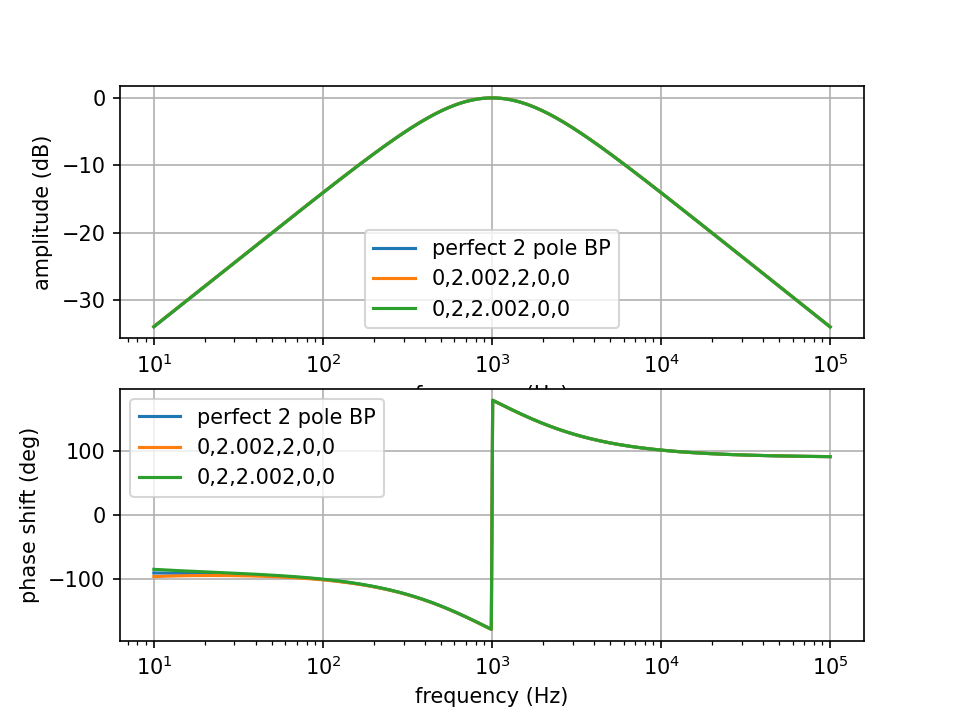 amplitude (dB)
0
−10
−20
−30
perfect 2 pole BP
0,2.002,2,0,0
0,2,2.002,0,0
10¹ 10² 10³ 10⁴ 10⁵
phase shift (deg)
100
0
−100
perfect 2 pole BP
0,2.002,2,0,0
0,2,2.002,0,0
10¹ 10² 10³ 10⁴ 10⁵
frequency (Hz)